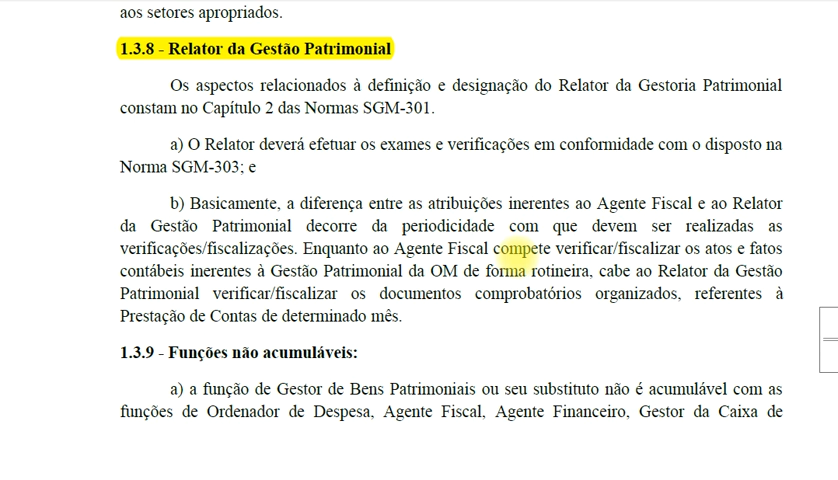 aos setores apropriados.
1.3.8 - Relator da Gestão Patrimonial
Os aspectos relacionados à definição e designação do Relator da Gestoria Patrimonial
constam no Capítulo 2 das Normas SGM-301.
a) O Relator deverá efetuar os exames e verificações em conformidade com o disposto na
Norma SGM-303; e
b) Basicamente, a diferença entre as atribuições inerentes ao Agente Fiscal e ao Relator
da Gestão Patrimonial decorre da periodicidade com que devem ser realizadas as
verificações/fiscalizações. Enquanto ao Agente Fiscal compete verificar/fiscalizar os atos e fatos
contábeis inerentes à Gestão Patrimonial da OM de forma rotineira, cabe ao Relator da Gestão
Patrimonial verificar/fiscalizar os documentos comprobatórios organizados, referentes à
Prestação de Contas de determinado mês.
1.3.9 - Funções não acumuláveis:
a) a função de Gestor de Bens Patrimoniais ou seu substituto não é acumulável com as
funções de Ordenador de Despesa, Agente Fiscal, Agente Financeiro, Gestor da Caixa de